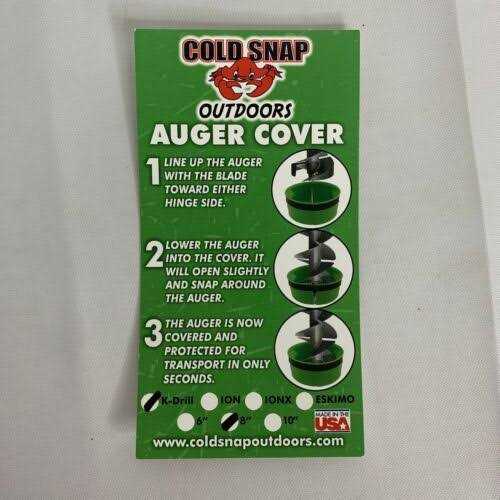 COLD SNAP
OUTDOORS
AUGER COVER
1 LINE UP THE AUGER
WITH THE BLADE
TOWARD EITHER
HINGE SIDE.
2 LOWER THE AUGER
INTO THE COVER. IT
WILL OPEN SLIGHTLY
AND SNAP AROUND
THE AUGER.
3 THE AUGER IS NOW
COVERED AND
PROTECTED FOR
TRANSPORT IN ONLY
SECONDS.
K-Drill ION IONX ESKIMO
6" 8" 10"
MADE IN THE
USA
www.coldsnapoutdoors.com